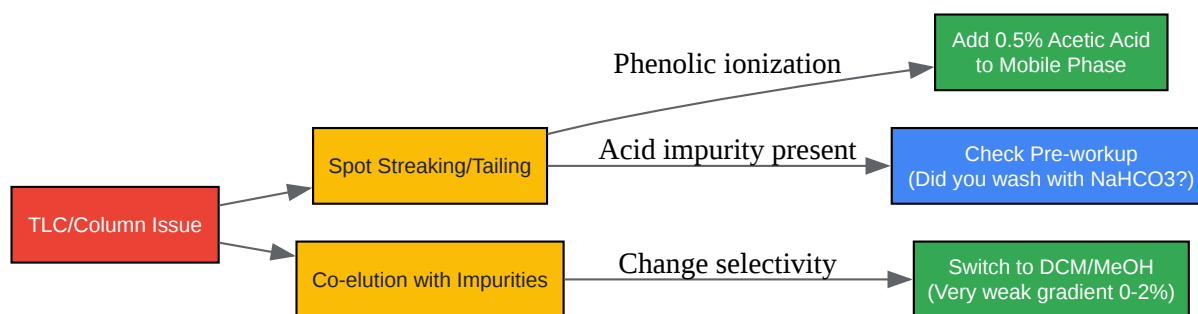 TLC/Column Issue
Spot Streaking/Tailing
Co-elution with Impurities
Phenolic ionization
Acid impurity present
Change selectivity
Add 0.5% Acetic Acid
to Mobile Phase
Check Pre-workup
(Did you wash with NaHCO3?)
Switch to DCM/MeOH
(Very weak gradient 0-2%)